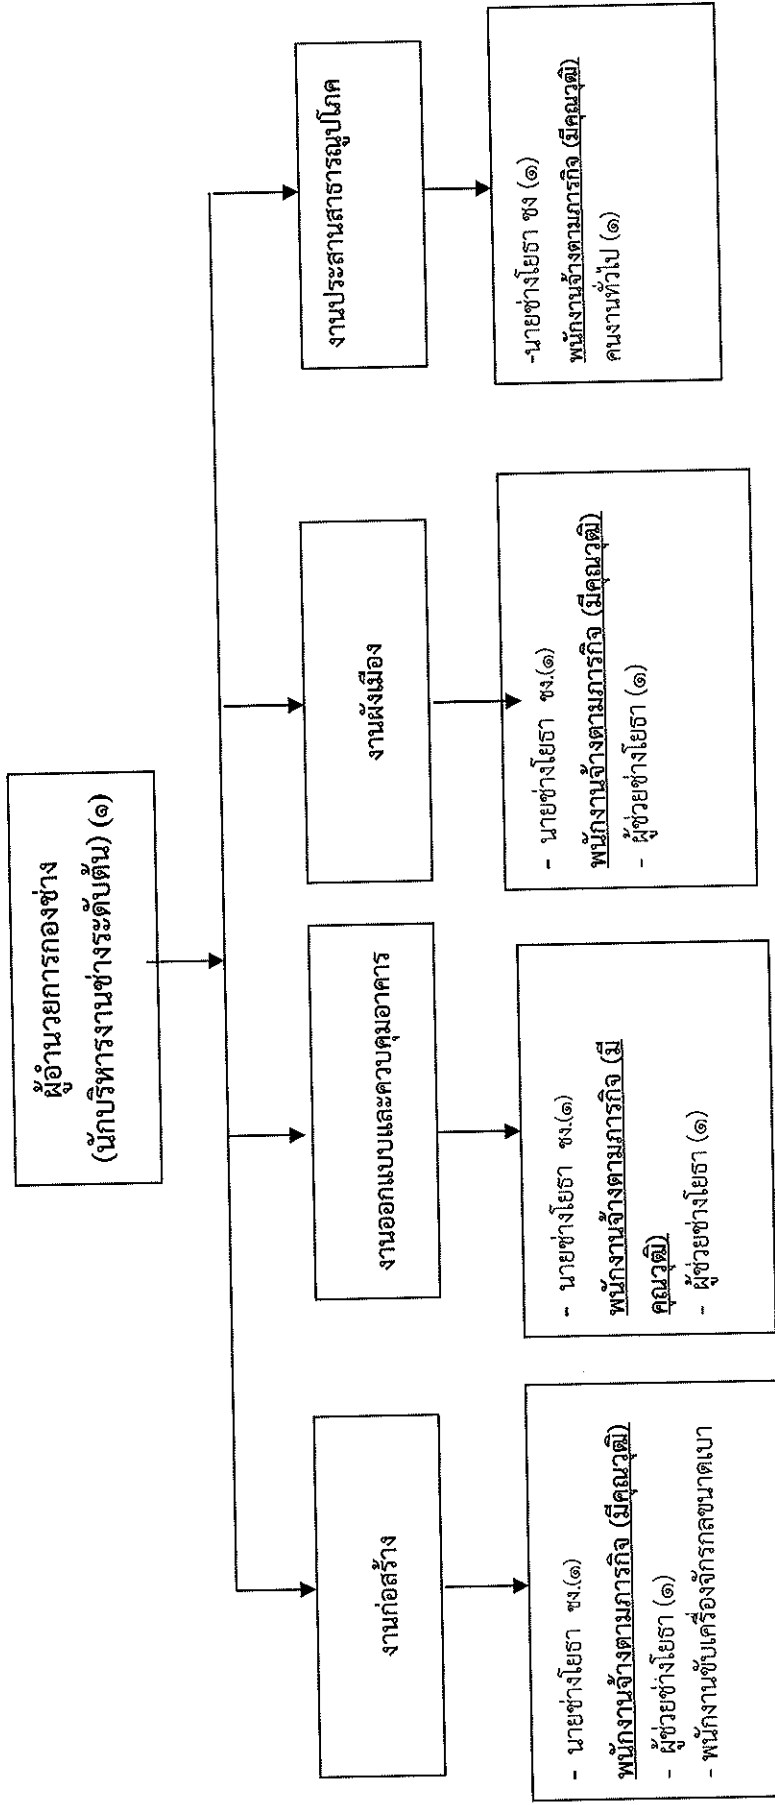 ผู้อำนวยการกองช่าง
(นักบริหารงานช่างระดับต้น) (๑)
งานก่อสร้าง
งานออกแบบและควบคุมอาคาร
งานผังเมือง
งานประสานสาธารณูปโภค
- นายช่างโยธา ชง.(๑)
พนักงานจ้างตามภารกิจ (มีคุณวุฒิ)
- ผู้ช่วยช่างโยธา (๑)
- พนักงานขับเครื่องจักรกลขนาดเบา
- นายช่างโยธา ชง.(๑)
พนักงานจ้างตามภารกิจ (มี
คุณวุฒิ)
- ผู้ช่วยช่างโยธา (๑)
- นายช่างโยธา ชง.(๑)
พนักงานจ้างตามภารกิจ (มีคุณวุฒิ)
- ผู้ช่วยช่างโยธา (๑)
-นายช่างโยธา ชง (๑)
พนักงานจ้างตามภารกิจ (มีคุณวุฒิ)
คนงานทั่วไป (๑)